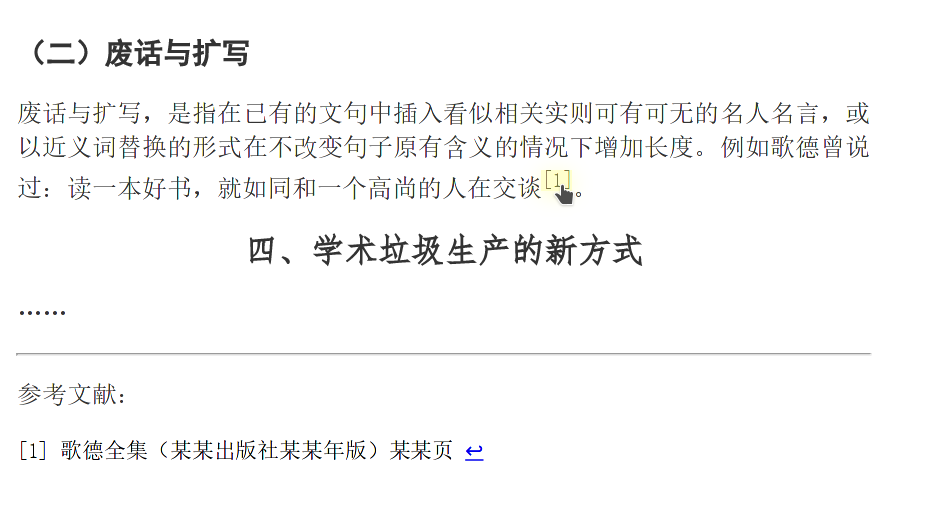 （二）废话与扩写
废话与扩写，是指在已有的文句中插入看似相关实则可有可无的名人名言，或
以近义词替换的形式在不改变句子原有含义的情况下增加长度。例如歌德曾说
过：读一本好书，就如同和一个高尚的人在交谈[1]。
四、学术垃圾生产的新方式
……
参考文献：
[1] 歌德全集（某某出版社某某年版）某某页 ↩